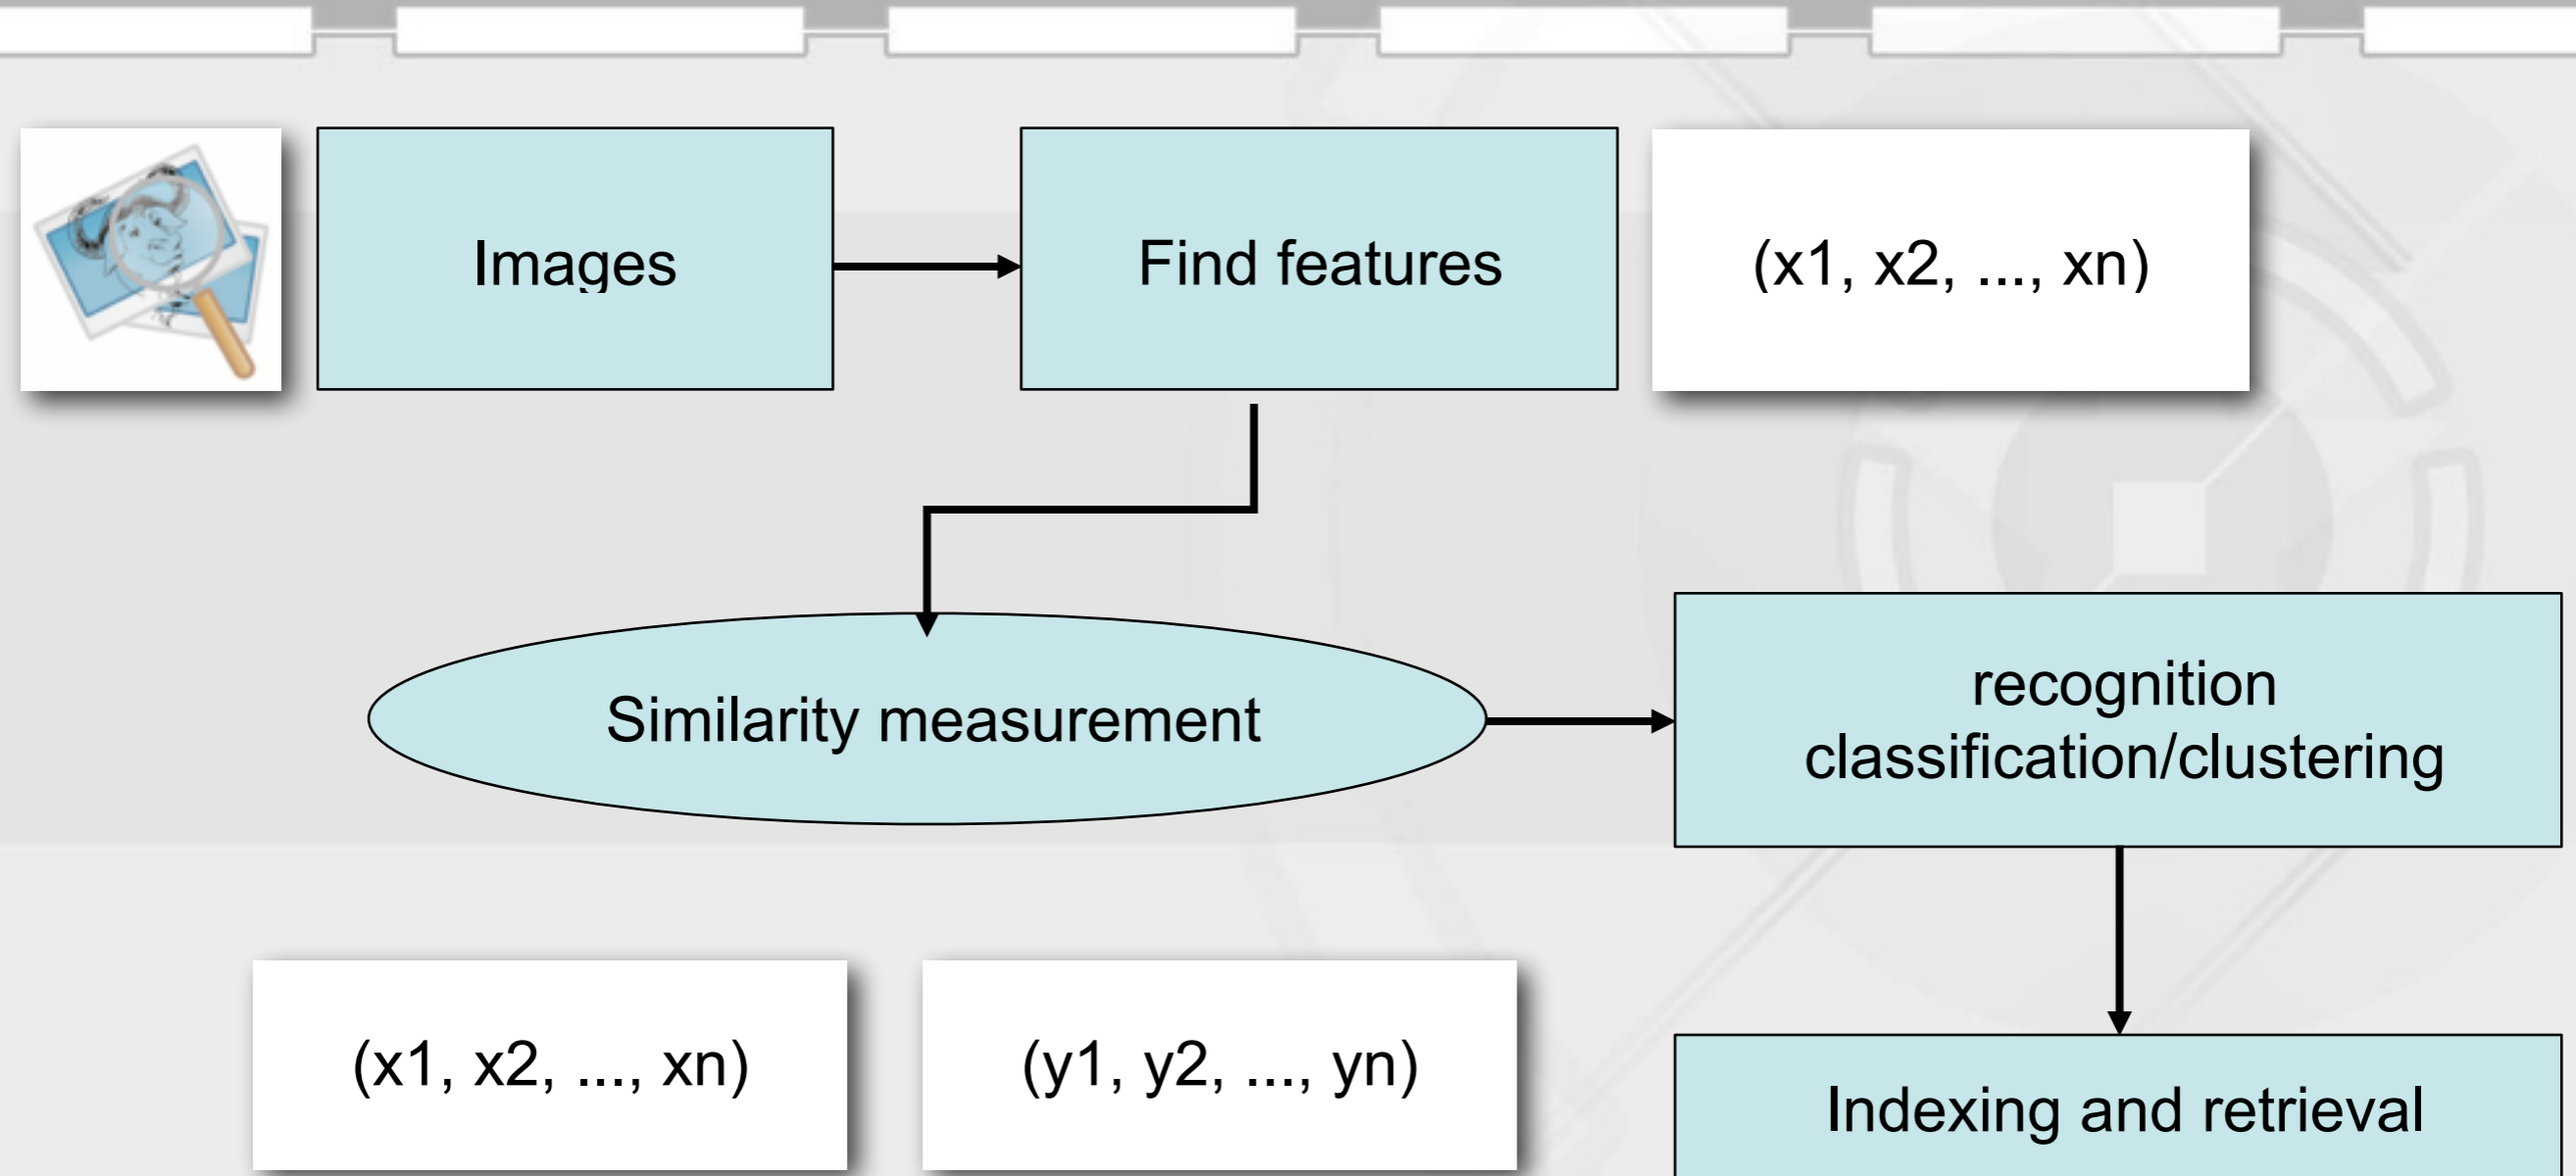 Images
Find features
(x1, x2, ..., xn)
Similarity measurement
recognition
classification/clustering
(x1, x2, ..., xn)
(y1, y2, ..., yn)
Indexing and retrieval